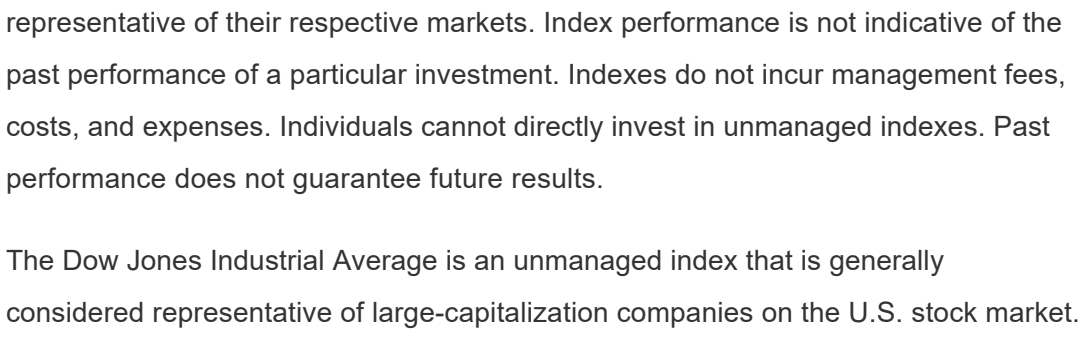 representative of their respective markets. Index performance is not indicative of the
past performance of a particular investment. Indexes do not incur management fees,
costs, and expenses. Individuals cannot directly invest in unmanaged indexes. Past
performance does not guarantee future results.
The Dow Jones Industrial Average is an unmanaged index that is generally
considered representative of large-capitalization companies on the U.S. stock market.